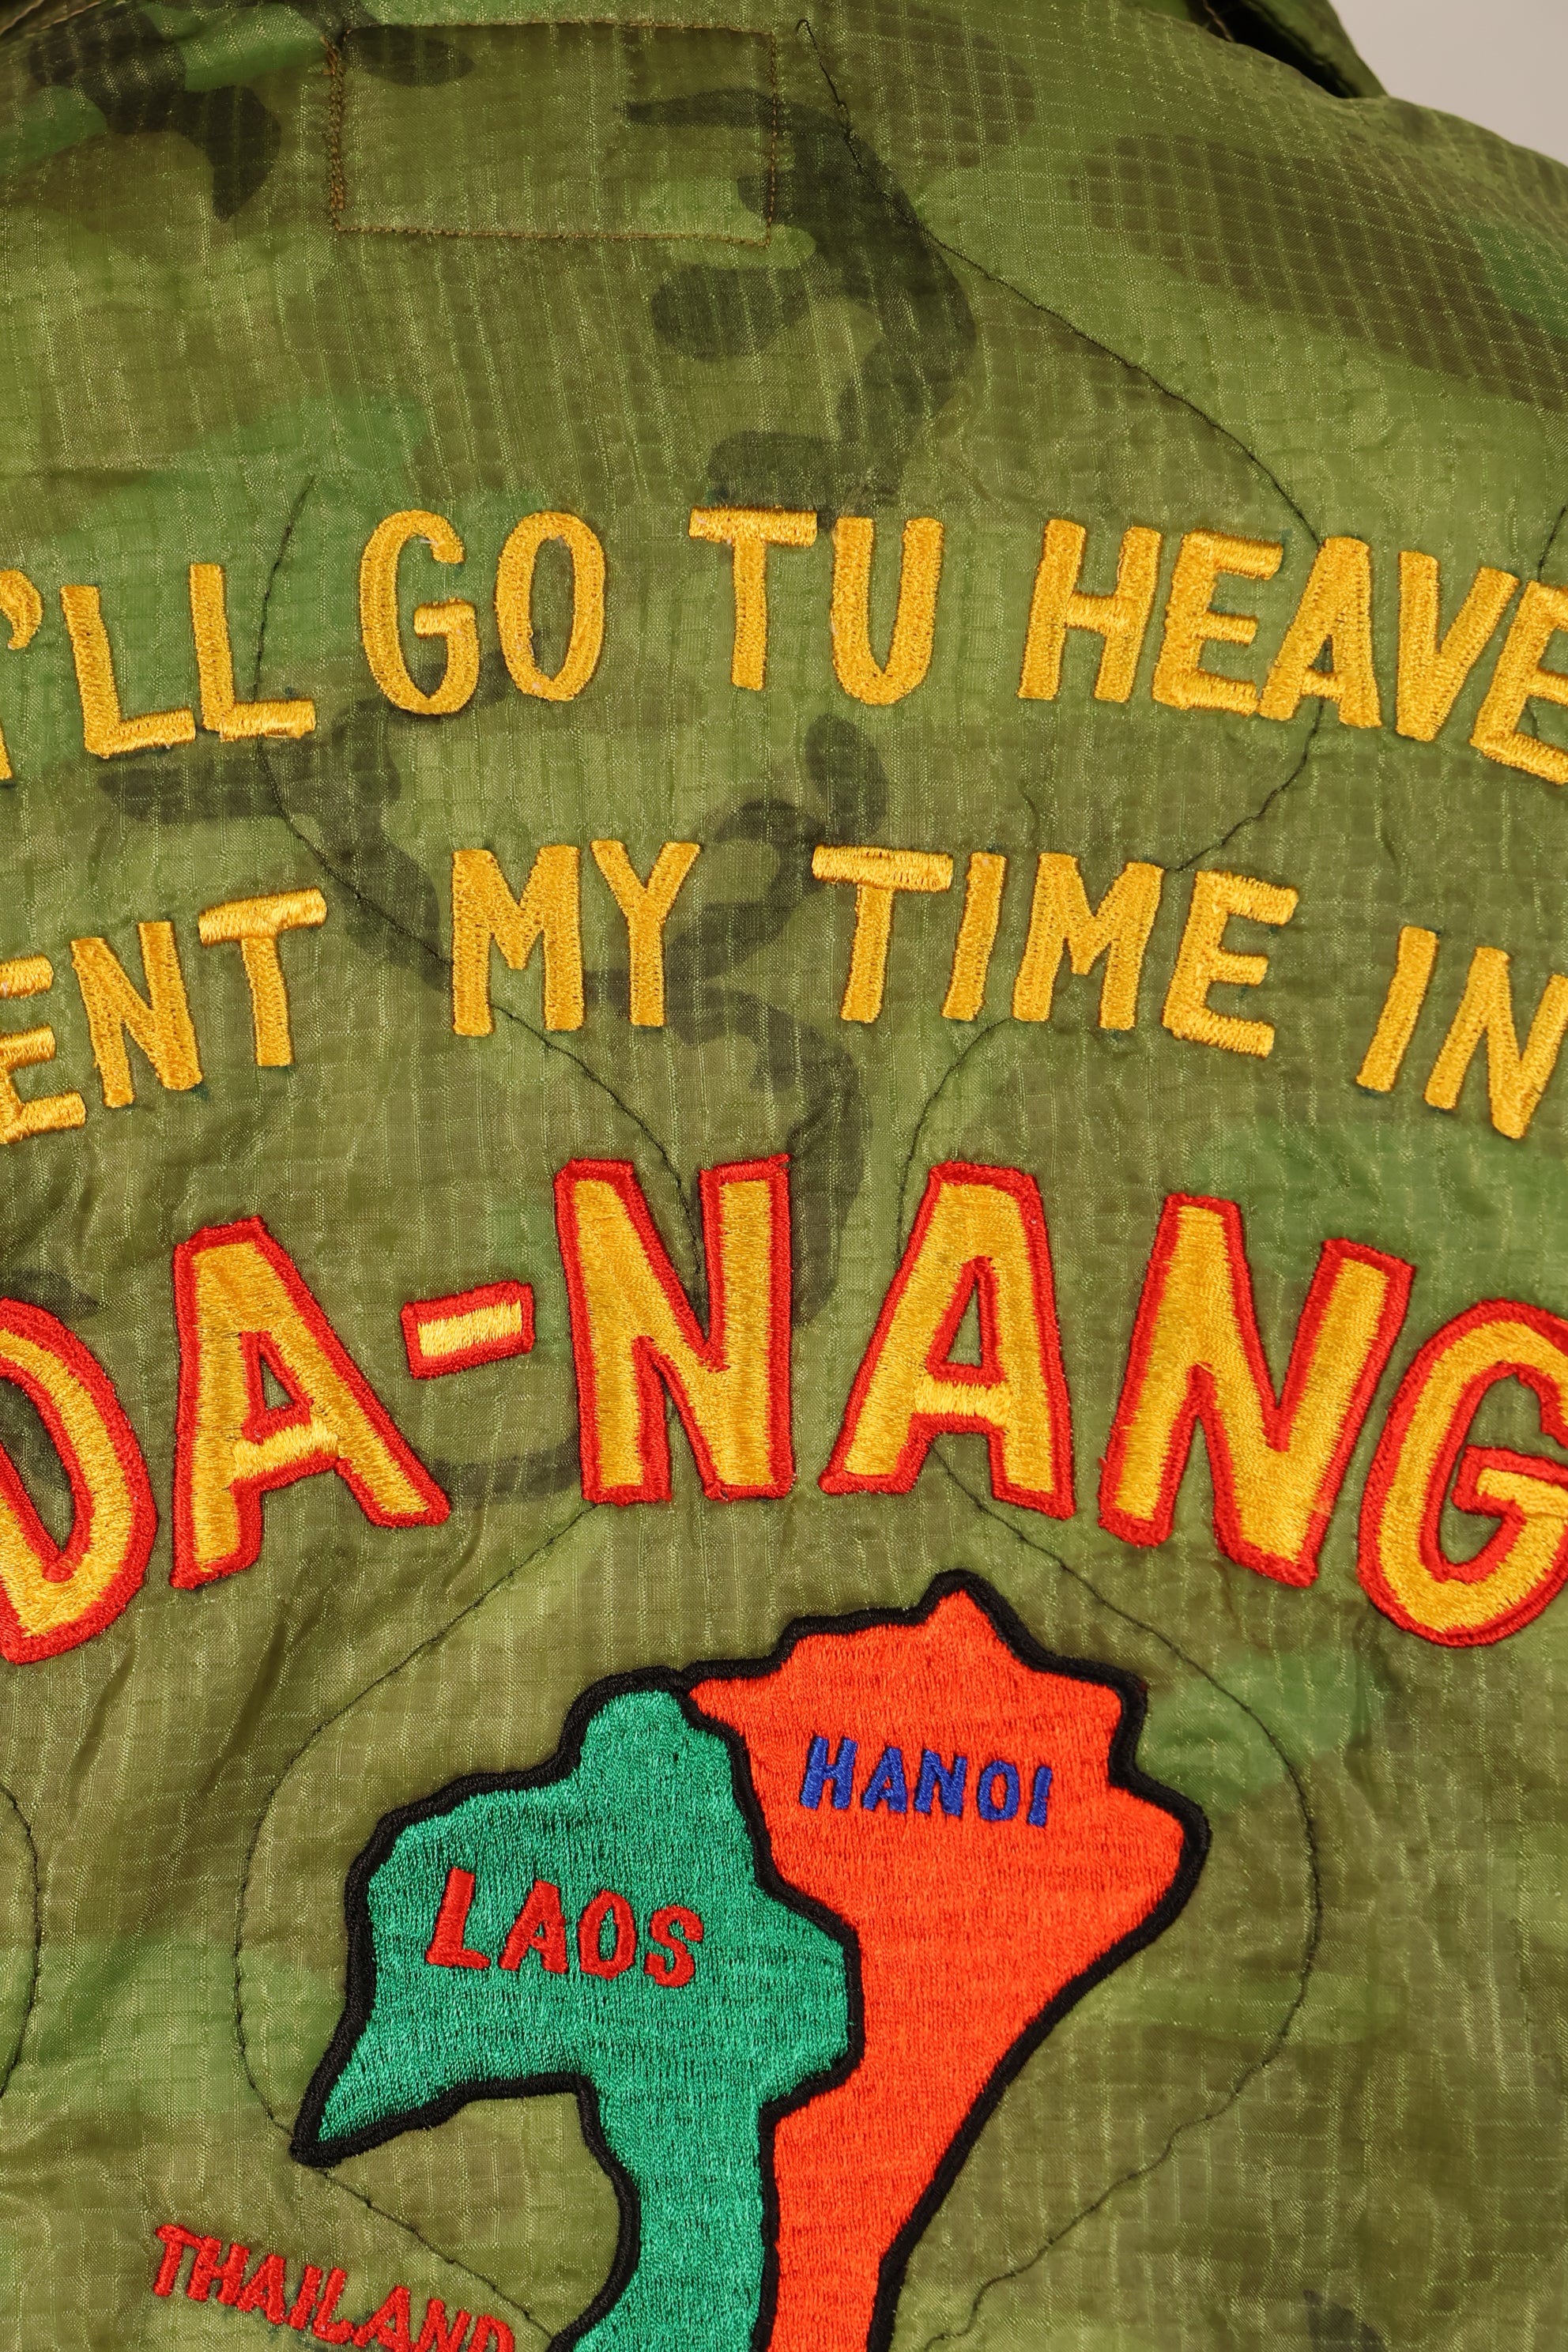 'LL GO TU HEAVE
ENT MY TIME IN
DA-NANG
HANOI
LAOS
THAILAND